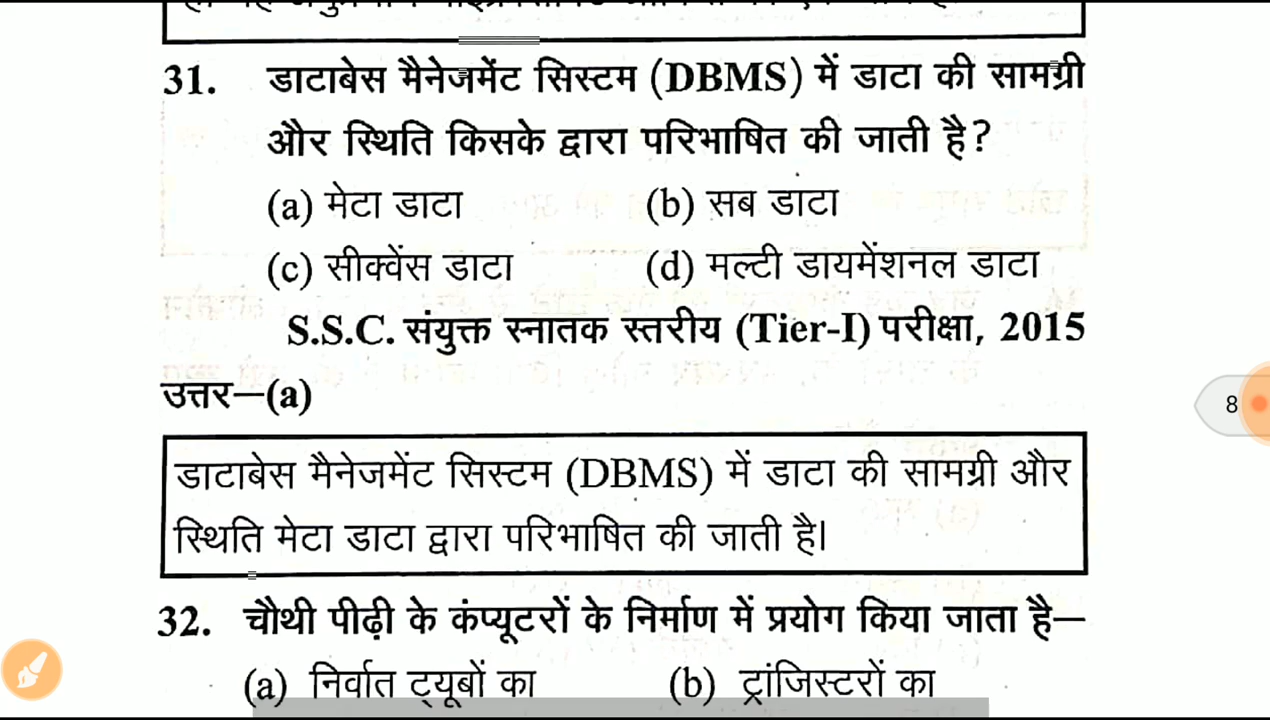 31. डाटाबेस मैनेजमेंट सिस्टम (DBMS) में डाटा की सामग्री
और स्थिति किसके द्वारा परिभाषित की जाती है?
(a) मेटा डाटा (b) सब डाटा
(c) सीक्वेंस डाटा (d) मल्टी डायमेंशनल डाटा
S.S.C. संयुक्त स्नातक स्तरीय (Tier-I) परीक्षा, 2015
उत्तर—(a)
8
डाटाबेस मैनेजमेंट सिस्टम (DBMS) में डाटा की सामग्री और
स्थिति मेटा डाटा द्वारा परिभाषित की जाती है।
32. चौथी पीढ़ी के कंप्यूटरों के निर्माण में प्रयोग किया जाता है—
(a) निर्वात ट्यूबों का (b) ट्रांजिस्टरों का